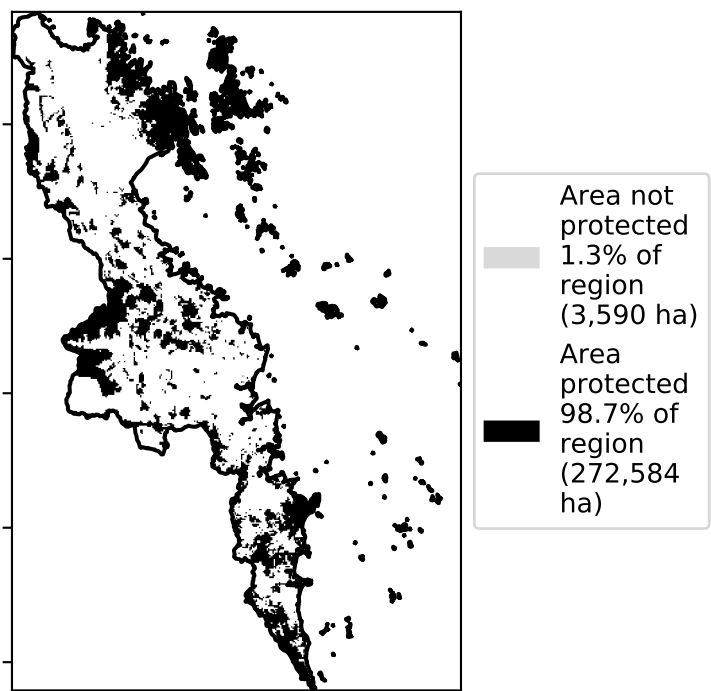 Area not
protected
1.3% of
region
(3,590 ha)
Area
protected
98.7% of
region
(272,584
ha)